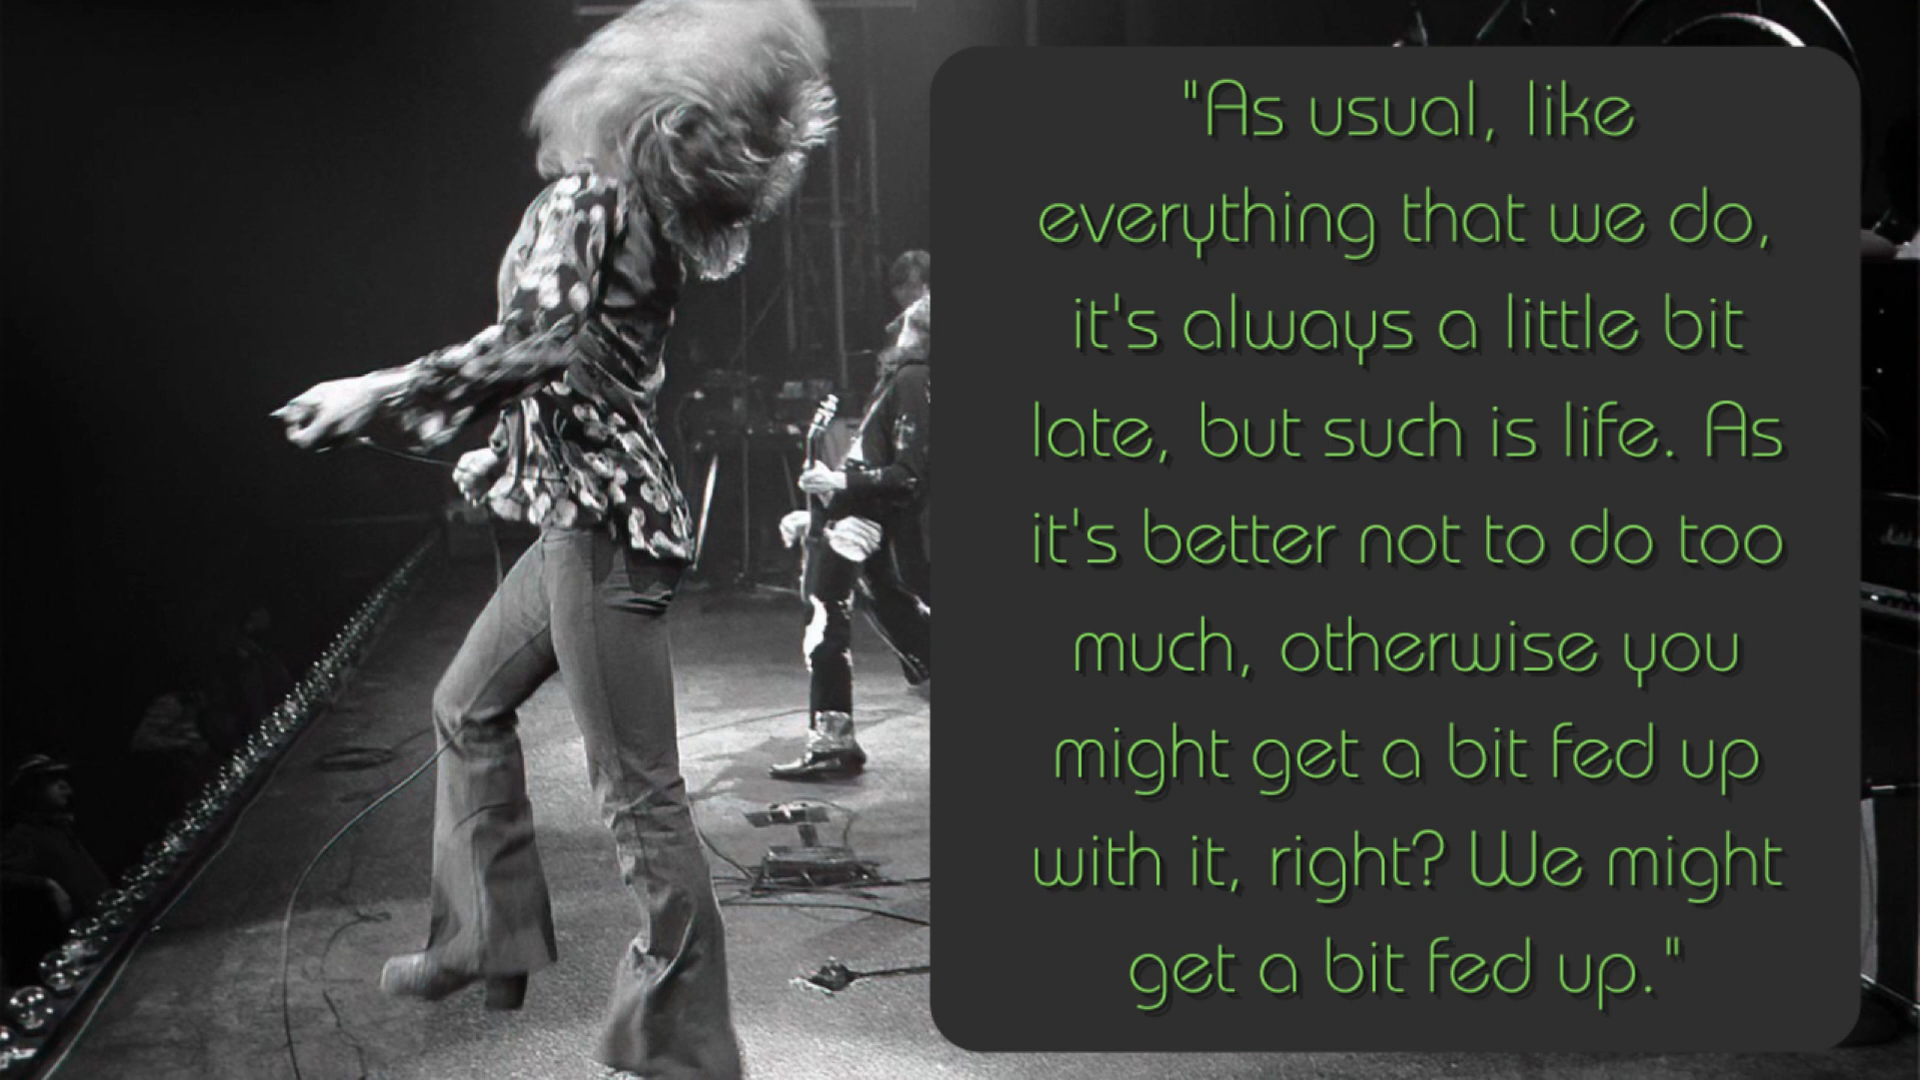 "As usual, like
everything that we do,
it's always a little bit
late, but such is life. As
it's better not to do too
much, otherwise you
might get a bit fed up
with it, right? We might
get a bit fed up."